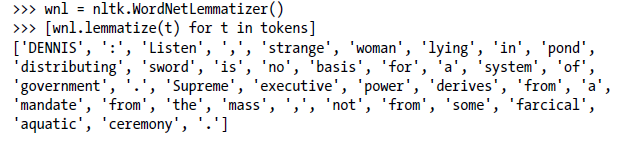 >>> wnl = nltk.WordNetLemmatizer()
>>> [wnl.lemmatize(t) for t in tokens]
['DENNIS', ':', 'Listen', ',', 'strange', 'woman', 'lying', 'in', 'pond',
'distributing', 'sword', 'is', 'no', 'basis', 'for', 'a', 'system', 'of',
'government', '.', 'Supreme', 'executive', 'power', 'derives', 'from', 'a',
'mandate', 'from', 'the', 'mass', ',', 'not', 'from', 'some', 'farcical',
'aquatic', 'ceremony', '.']